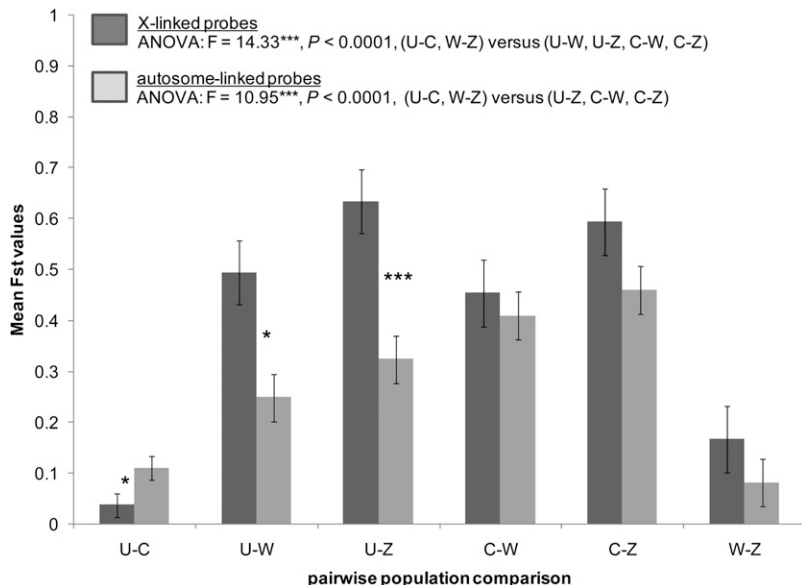 X-linked probes
ANOVA: F = 14.33***, P < 0.0001, (U-C, W-Z) versus (U-W, U-Z, C-W, C-Z)
autosome-linked probes
ANOVA: F = 10.95***, P < 0.0001, (U-C, W-Z) versus (U-Z, C-W, C-Z)
Mean Fst values
1
0.9
0.8
0.7
0.6
0.5
0.4
0.3
0.2
0.1
0
*
*
***
U-C U-W U-Z C-W C-Z W-Z
pairwise population comparison